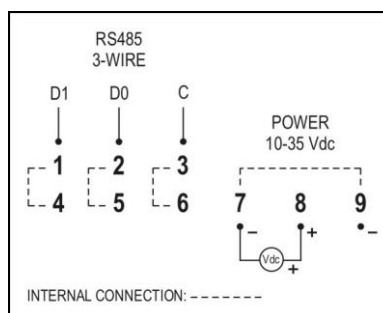 RS485
3-WIRE
D1 D0 C
POWER
10-35 Vdc
1 2 3
4 5 6 7 8 9
- + -
Vdc +
INTERNAL CONNECTION: